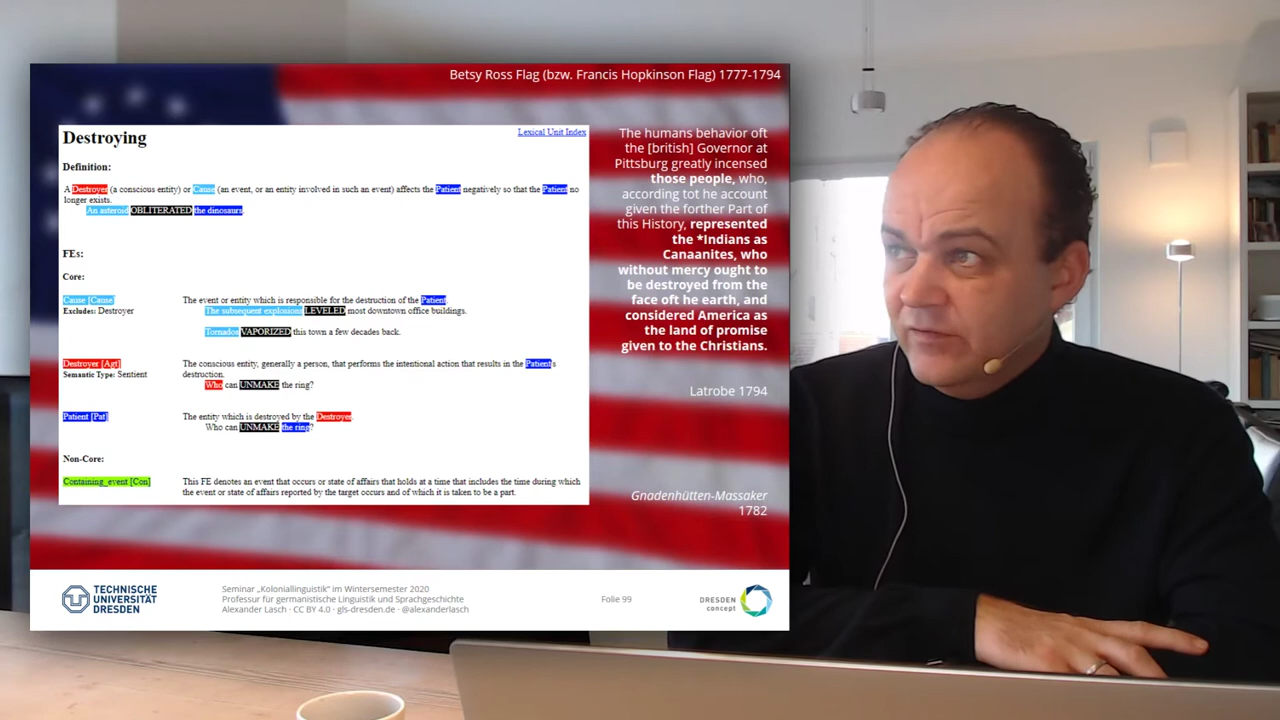 Betsy Ross Flag (bzw. Francis Hopkinson Flag) 1777-1794
Destroying
Lexical Unit Index
Definition:
A Destroyer (a conscious entity) or Cause (an event, or an entity involved in such an event) affects the Patient negatively so that the Patient no
longer exists.
An asteroid OBLITERATED the dinosaurs.
FEs:
Core:
Cause [Cause]
Excludes: Destroyer
The event or entity which is responsible for the destruction of the Patient.
The subsequent explosions LEVELED most downtown office buildings.
Tornados VAPORIZED this town a few decades back.
Destroyer [Agt]
Semantic Type: Sentient
The conscious entity, generally a person, that performs the intentional action that results in the Patient's
destruction.
Who can UNMAKE the ring?
Patient [Pat]
The entity which is destroyed by the Destroyer.
Who can UNMAKE the ring?
Non-Core:
Containing_event [Con]
This FE denotes an event that occurs or state of affairs that holds at a time that includes the time during which
the event or state of affairs reported by the target occurs and of which it is taken to be a part.
The humans behavior oft
the [british] Governor at
Pittsburg greatly incensed
those people, who,
according tot he account
given the forther Part of
this History, represented
the *Indians as
Canaanites, who
without mercy ought to
be destroyed from the
face oft he earth, and
considered America as
the land of promise
given to the Christians.
Latrobe 1794
Gnadenhütten-Massaker
1782
TECHNISCHE
UNIVERSITÄT
DRESDEN
Seminar „Koloniallinguistik" im Wintersemester 2020
Professur für germanistische Linguistik und Sprachgeschichte
Alexander Lasch · CC BY 4.0 · gls-dresden.de · @alexanderlasch
Folie 99
DRESDEN
concept